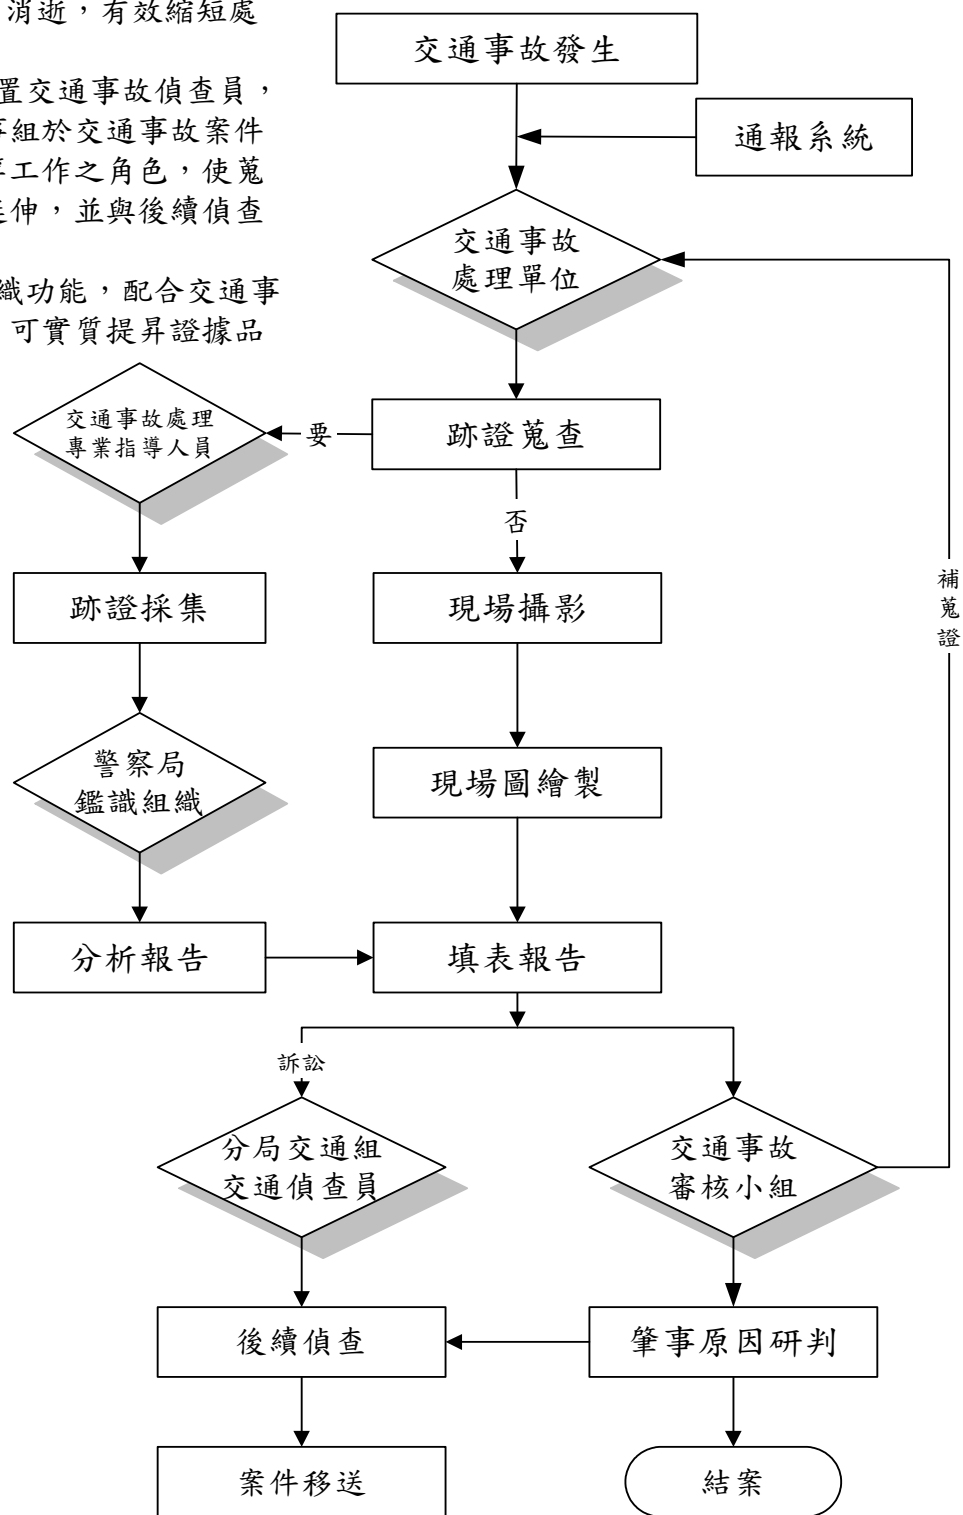 消逝，有效縮短處
置交通事故偵查員，
組於交通事故案件
工作之角色，使蒐
伸，並與後續偵查
織功能，配合交通事
可實質提昇證據品
交通事故發生
通報系統
交通事故
處理單位
跡證蒐查
要
交通事故處理
專業指導人員
否
跡證採集
現場攝影
補蒐證
警察局
鑑識組織
現場圖繪製
分析報告
填表報告
訴訟
分局交通組
交通偵查員
交通事故
審核小組
後續偵查
肇事原因研判
案件移送
結案